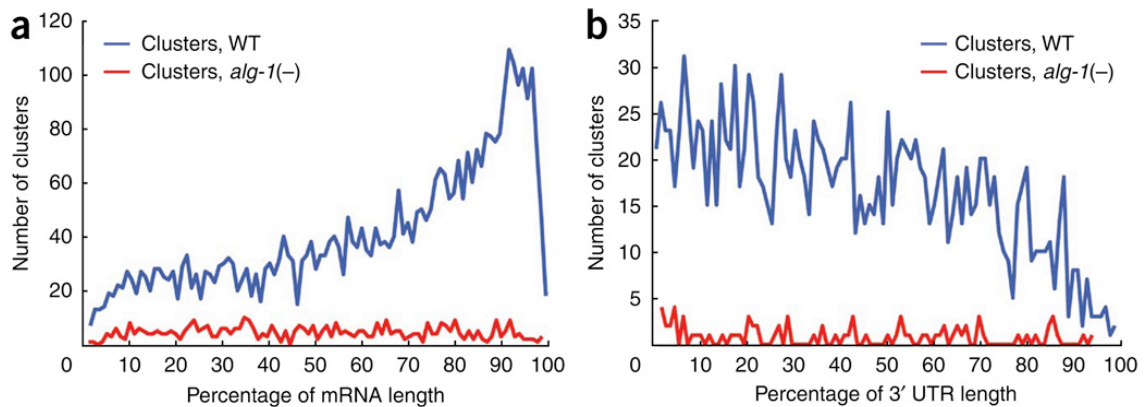 a
Clusters, WT
Clusters, alg-1(–)
Number of clusters
120
100
80
60
40
20
0 10 20 30 40 50 60 70 80 90 100
Percentage of mRNA length
b
Clusters, WT
Clusters, alg-1(–)
Number of clusters
35
30
25
20
15
10
5
0 10 20 30 40 50 60 70 80 90 100
Percentage of 3′ UTR length